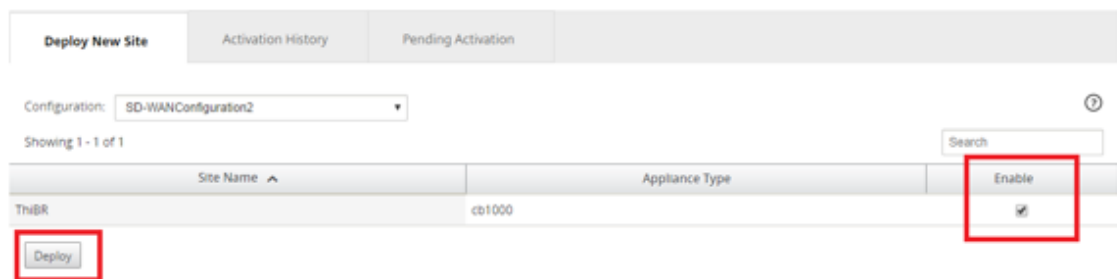 Deploy New Site Activation History Pending Activation
Configuration: SD-WANConfiguration2
Showing 1 - 1 of 1 Search
Site Name Appliance Type Enable
ThiBR cb1000
Deploy